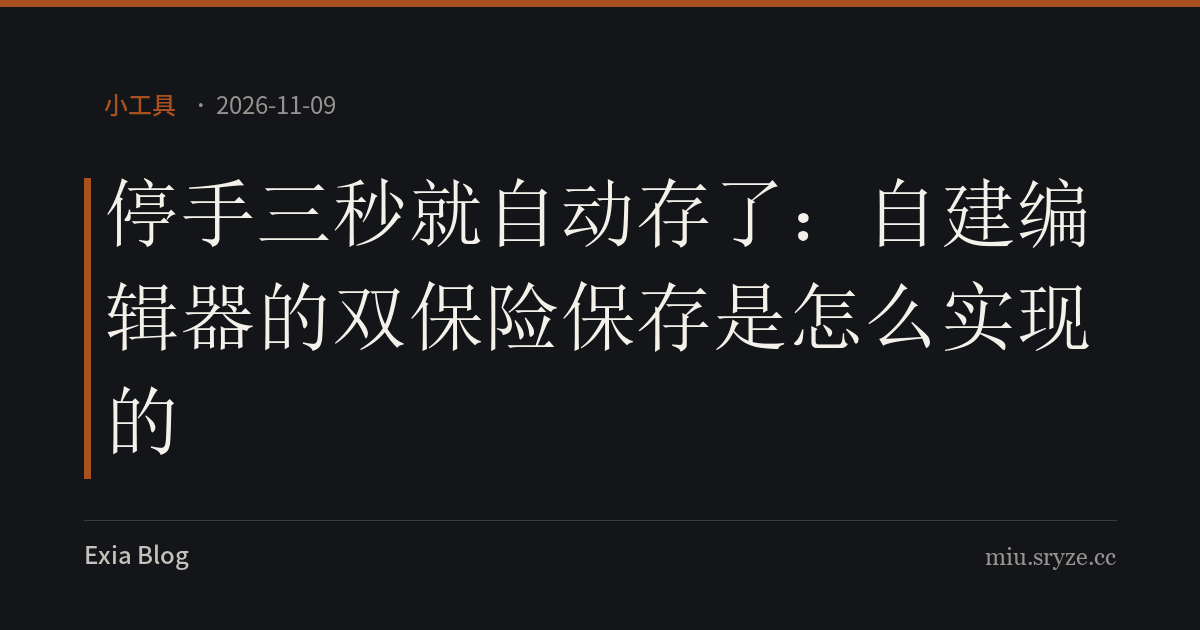 小工具 · 2026-11-09
停手三秒就自动存了：自建编
辑器的双保险保存是怎么实现
的
Exia Blog
miu.sryze.cc